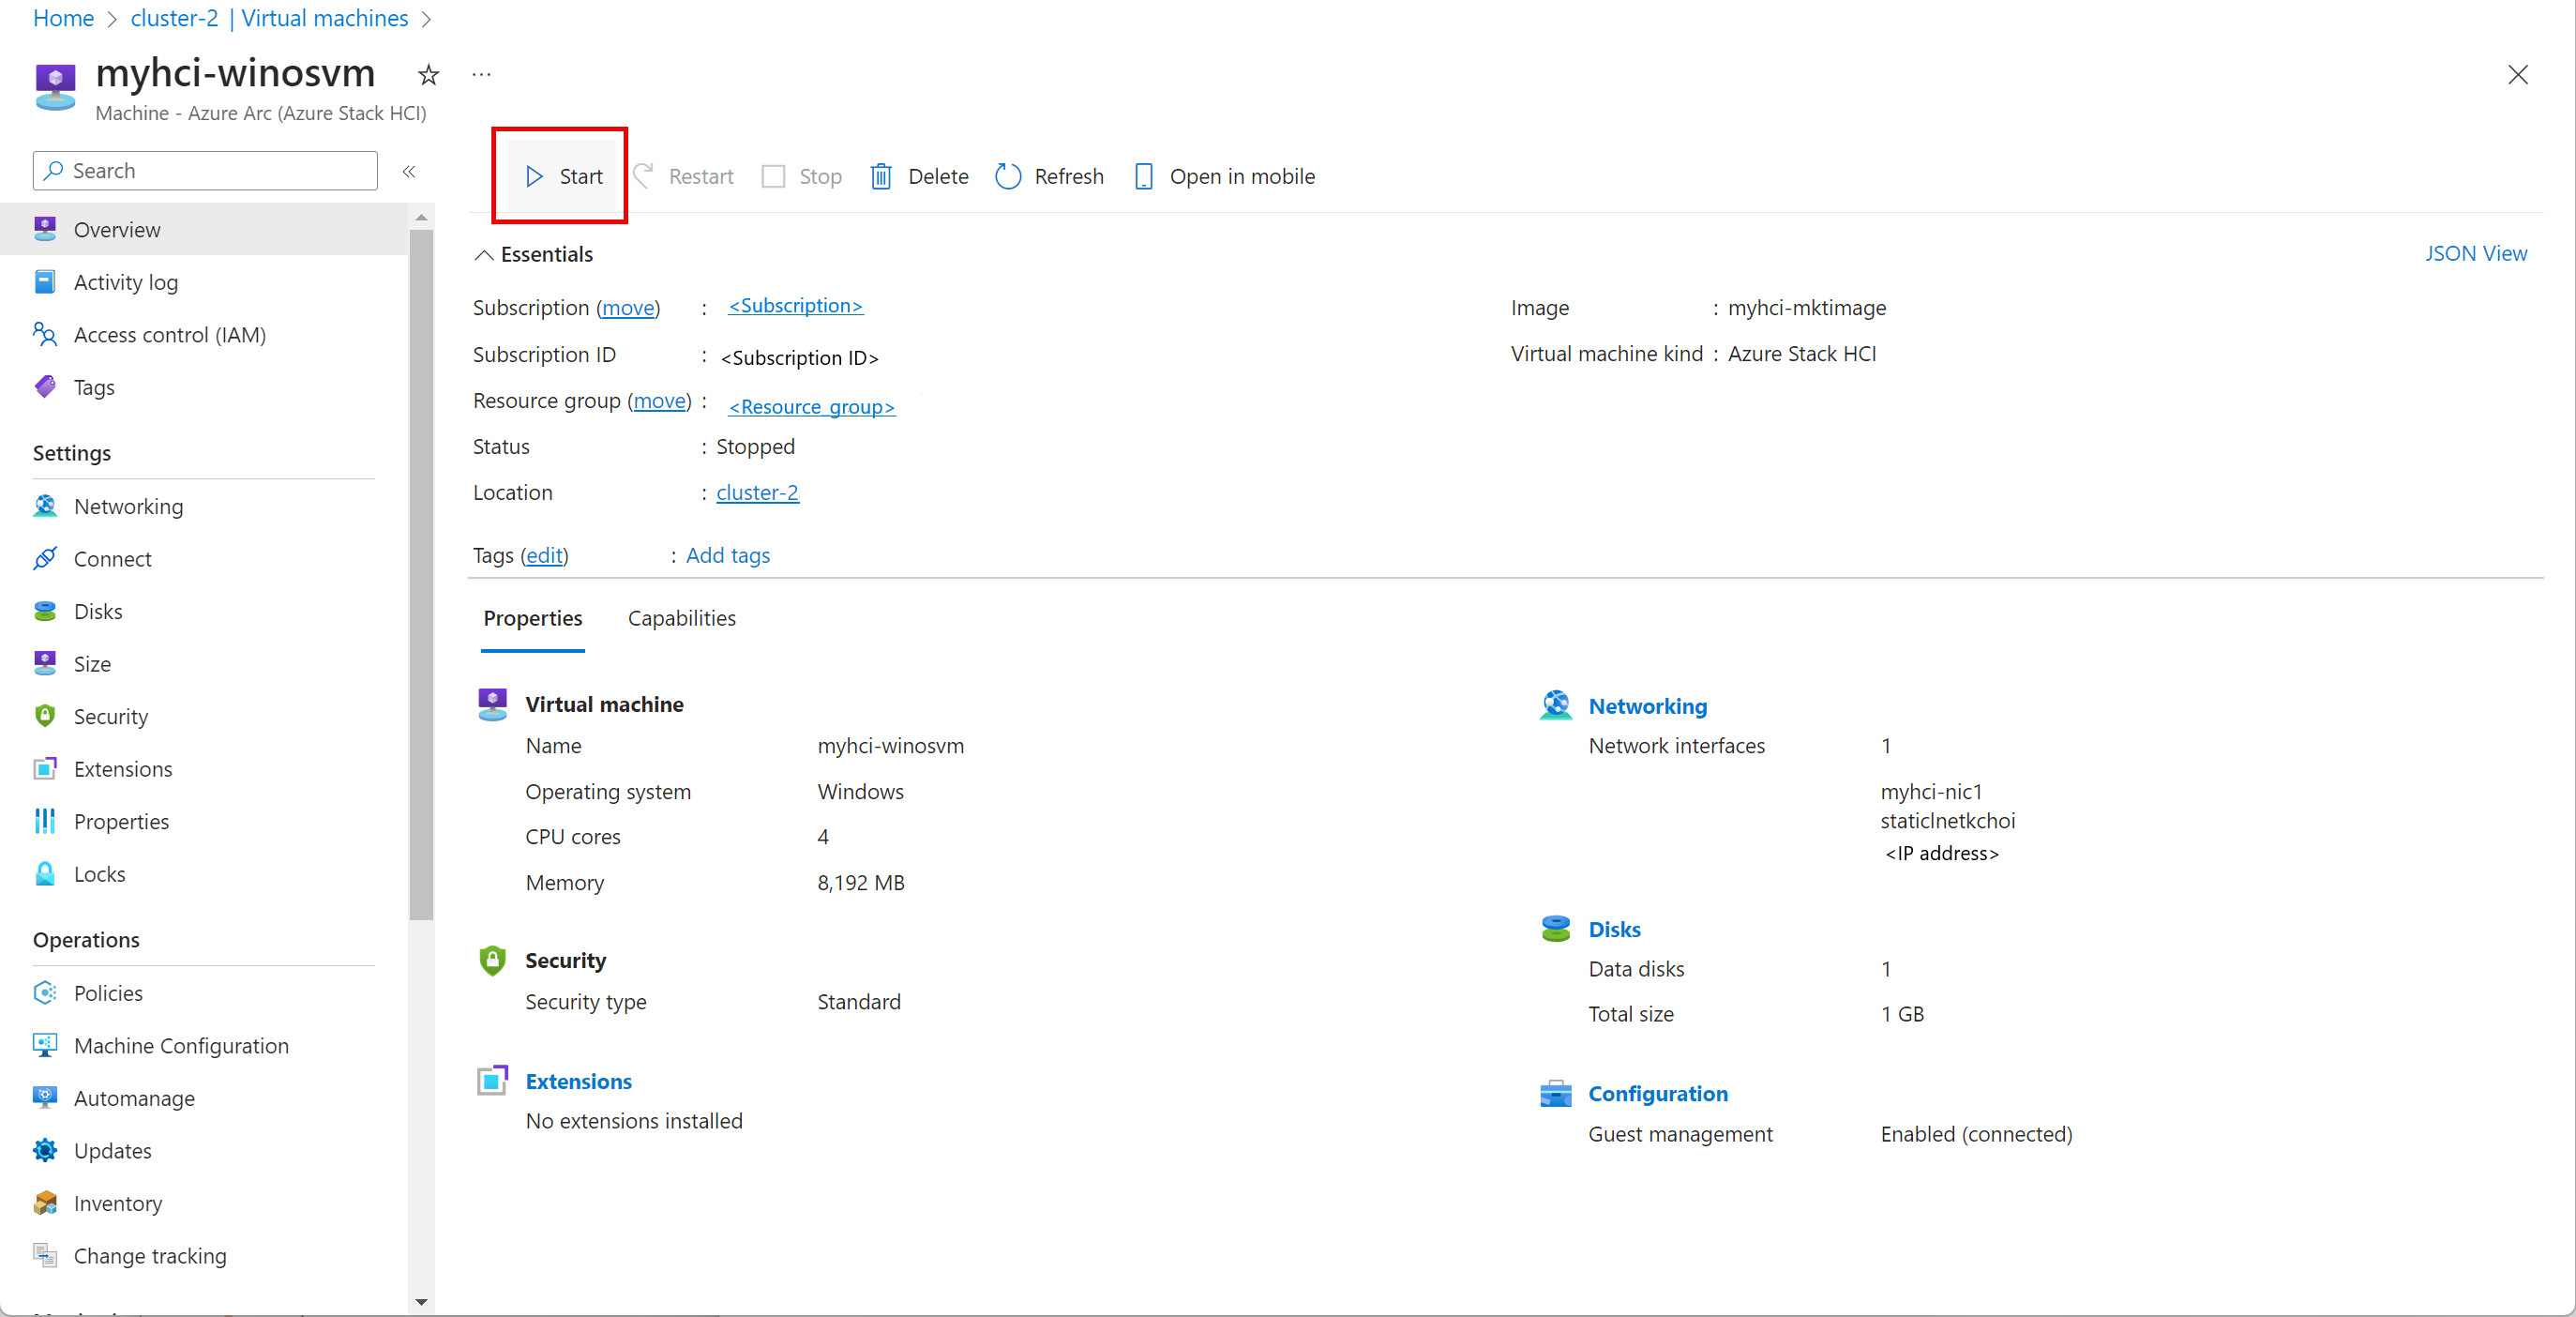 Home > cluster-2 | Virtual machines >
myhci-winosvm
Machine - Azure Arc (Azure Stack HCI)
Search
Overview
Activity log
Access control (IAM)
Tags
Settings
Networking
Connect
Disks
Size
Security
Extensions
Properties
Locks
Operations
Policies
Machine Configuration
Automanage
Updates
Inventory
Change tracking
Start Restart Stop Delete Refresh Open in mobile
Essentials
JSON View
Subscription (move) : <Subscription>
Subscription ID : <Subscription ID>
Resource group (move) : <Resource_group>
Status : Stopped
Location : cluster-2
Image : myhci-mktimage
Virtual machine kind : Azure Stack HCI
Tags (edit) : Add tags
Properties Capabilities
Virtual machine
Name myhci-winosvm
Operating system Windows
CPU cores 4
Memory 8,192 MB
Security
Security type Standard
Extensions
No extensions installed
Networking
Network interfaces 1
myhci-nic1
staticlnetkchoi
<IP address>
Disks
Data disks 1
Total size 1 GB
Configuration
Guest management Enabled (connected)